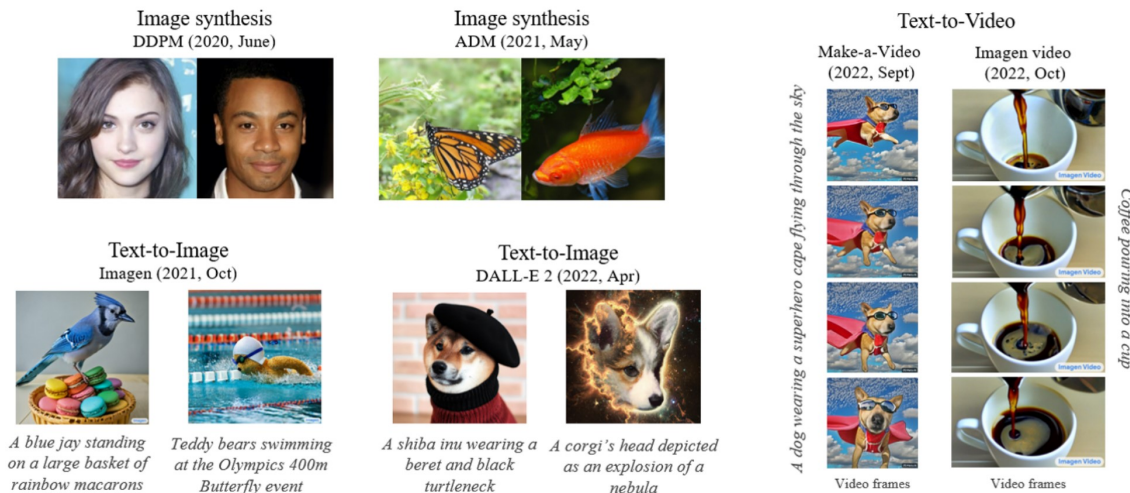 Image synthesis
DDPM (2020, June)
Image synthesis
ADM (2021, May)
Text-to-Image
Imagen (2021, Oct)
A blue jay standing
on a large basket of
rainbow macarons
Teddy bears swimming
at the Olympics 400m
Butterfly event
Text-to-Image
DALL-E 2 (2022, Apr)
A shiba inu wearing a
beret and black
turtleneck
A corgi's head depicted
as an explosion of a
nebula
Text-to-Video
Make-a-Video
(2022, Sept)
A dog wearing a superhero cape flying through the sky
Video frames
Imagen video
(2022, Oct)
Imagen Video
Imagen Video
Imagen Video
Imagen Video
Coffee pouring into a cup
Video frames